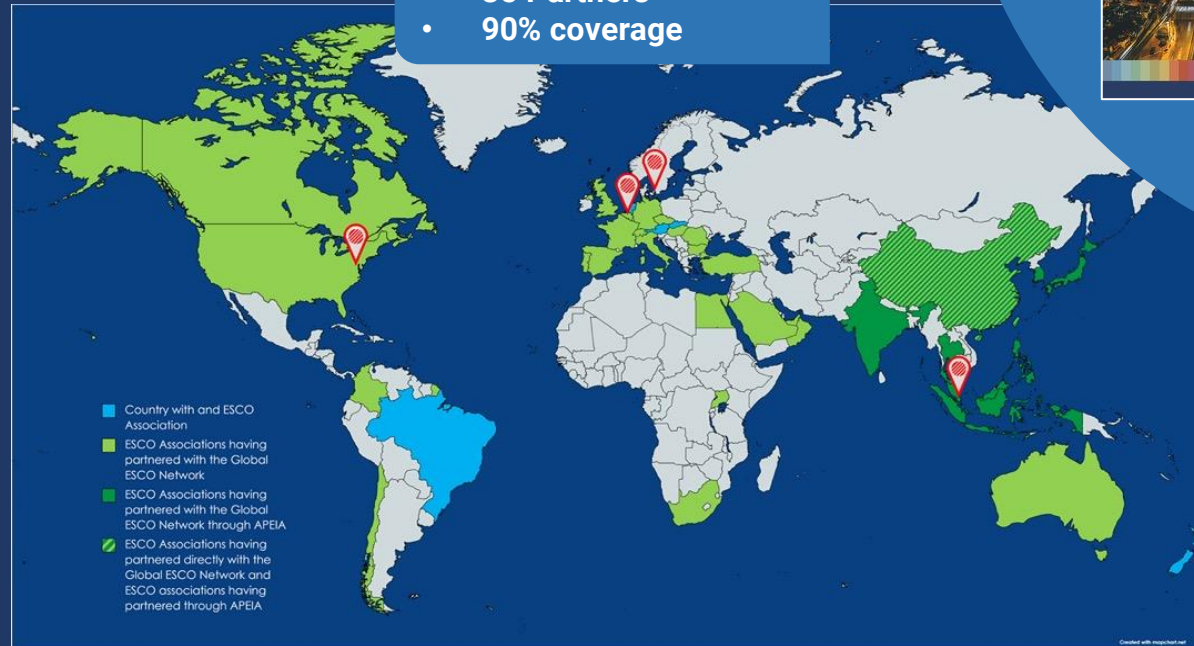 • 90% coverage
Country with and ESCO
Association
ESCO Associations having
partnered with the Global
ESCO Network
ESCO Associations having
partnered with the Global
ESCO Network through APEIA
ESCO Associations having
partnered directly with the
Global ESCO Network and
ESCO associations having
partnered through APEIA
Created with mapchart.net